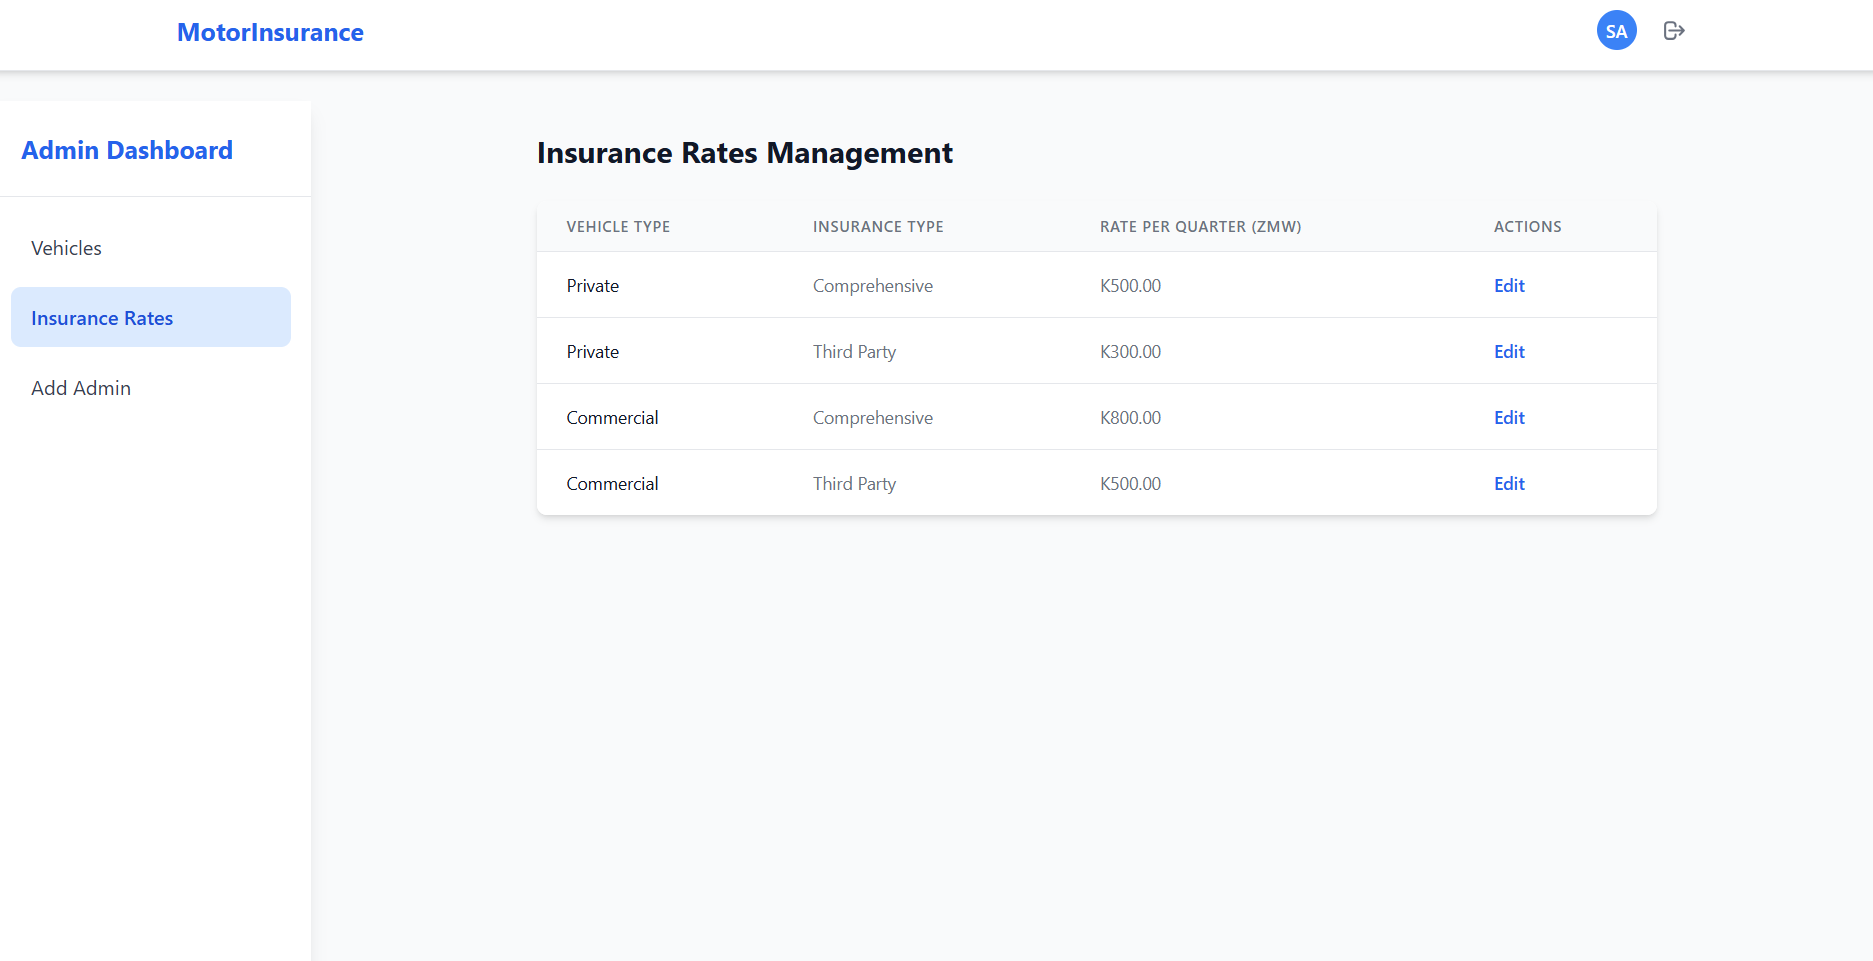 MotorInsurance
SA
Admin Dashboard
Vehicles
Insurance Rates
Add Admin
Insurance Rates Management
VEHICLE TYPE INSURANCE TYPE RATE PER QUARTER (ZMW) ACTIONS
Private Comprehensive K500.00 Edit
Private Third Party K300.00 Edit
Commercial Comprehensive K800.00 Edit
Commercial Third Party K500.00 Edit